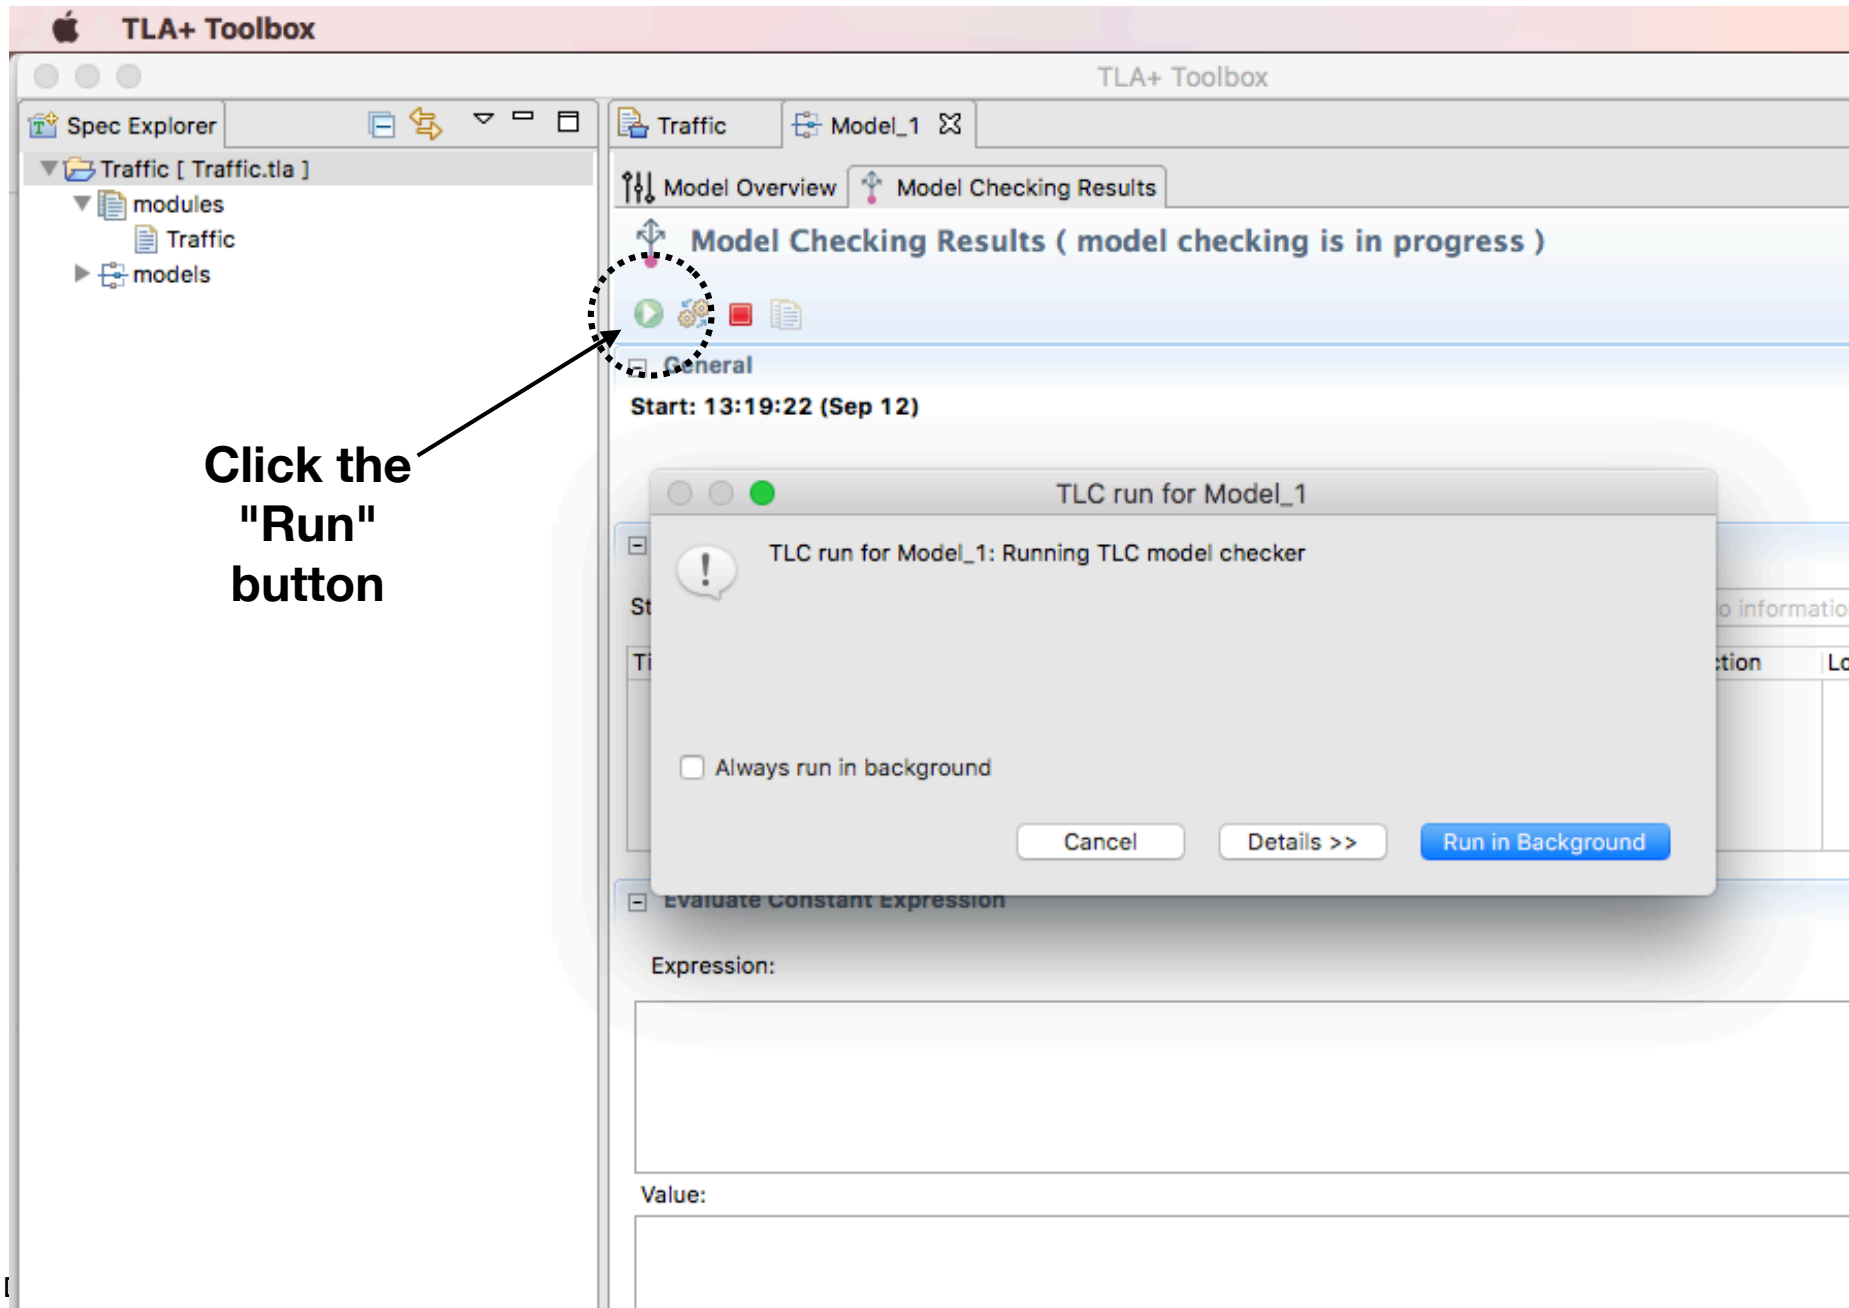 TLA+ Toolbox
TLA+ Toolbox
Spec Explorer
Traffic
Model_1
Traffic [ Traffic.tla ]
modules
Traffic
models
Model Overview
Model Checking Results
Model Checking Results ( model checking is in progress )
General
Start: 13:19:22 (Sep 12)
Click the
"Run"
button
TLC run for Model_1
TLC run for Model_1: Running TLC model checker
Always run in background
Cancel
Details >>
Run in Background
Evaluate Constant Expression
Expression:
Value: